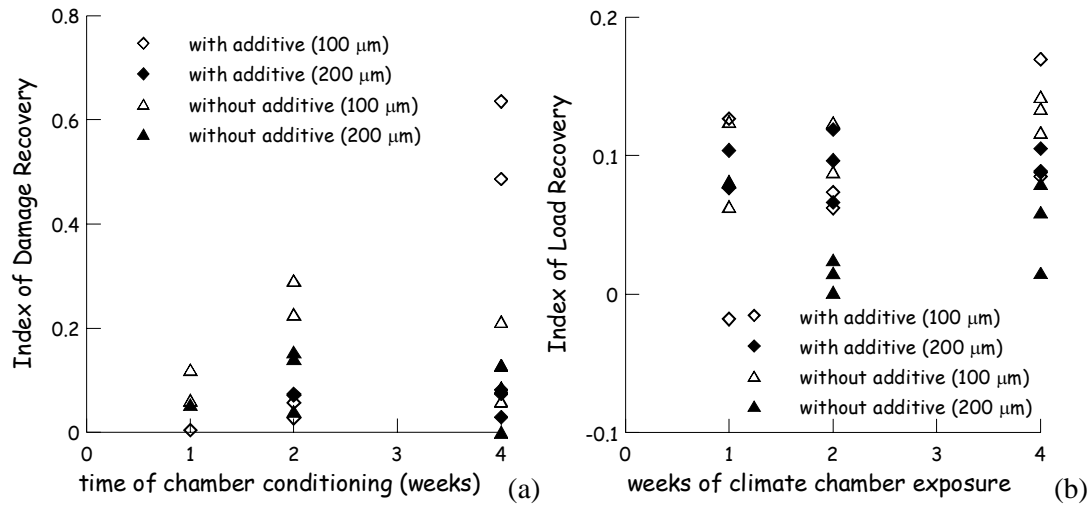 0.8
0.6
0.4
0.2
0
0
1
2
3
4
Index of Damage Recovery
time of chamber conditioning (weeks)
(a)
with additive (100 μm)
with additive (200 μm)
without additive (100 μm)
without additive (200 μm)
0.2
0.1
0
-0.1
0
1
2
3
4
Index of Load Recovery
weeks of climate chamber exposure
(b)
with additive (100 μm)
with additive (200 μm)
without additive (100 μm)
without additive (200 μm)